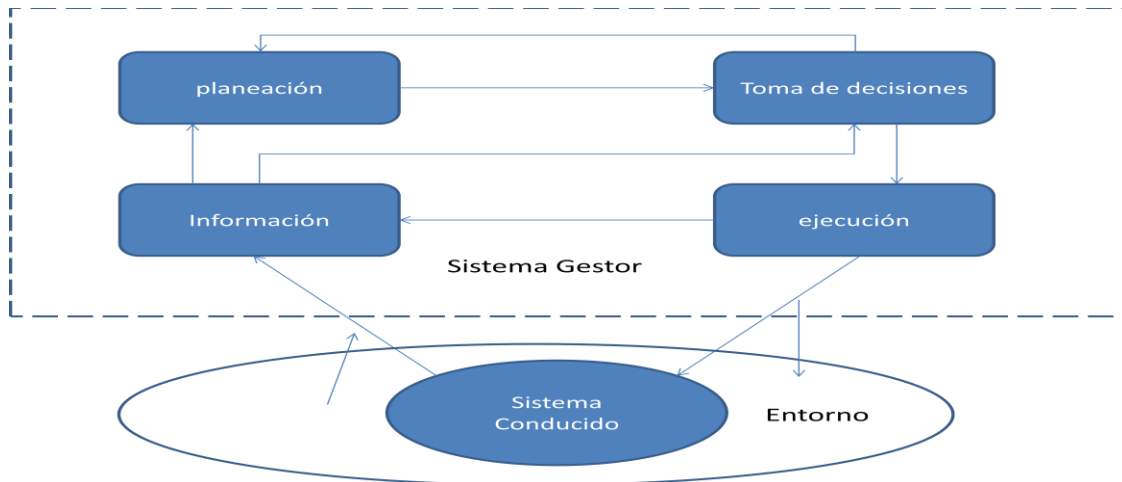 planeación
Toma de decisiones
Información
ejecución
Sistema Gestor
Sistema
Conducido
Entorno